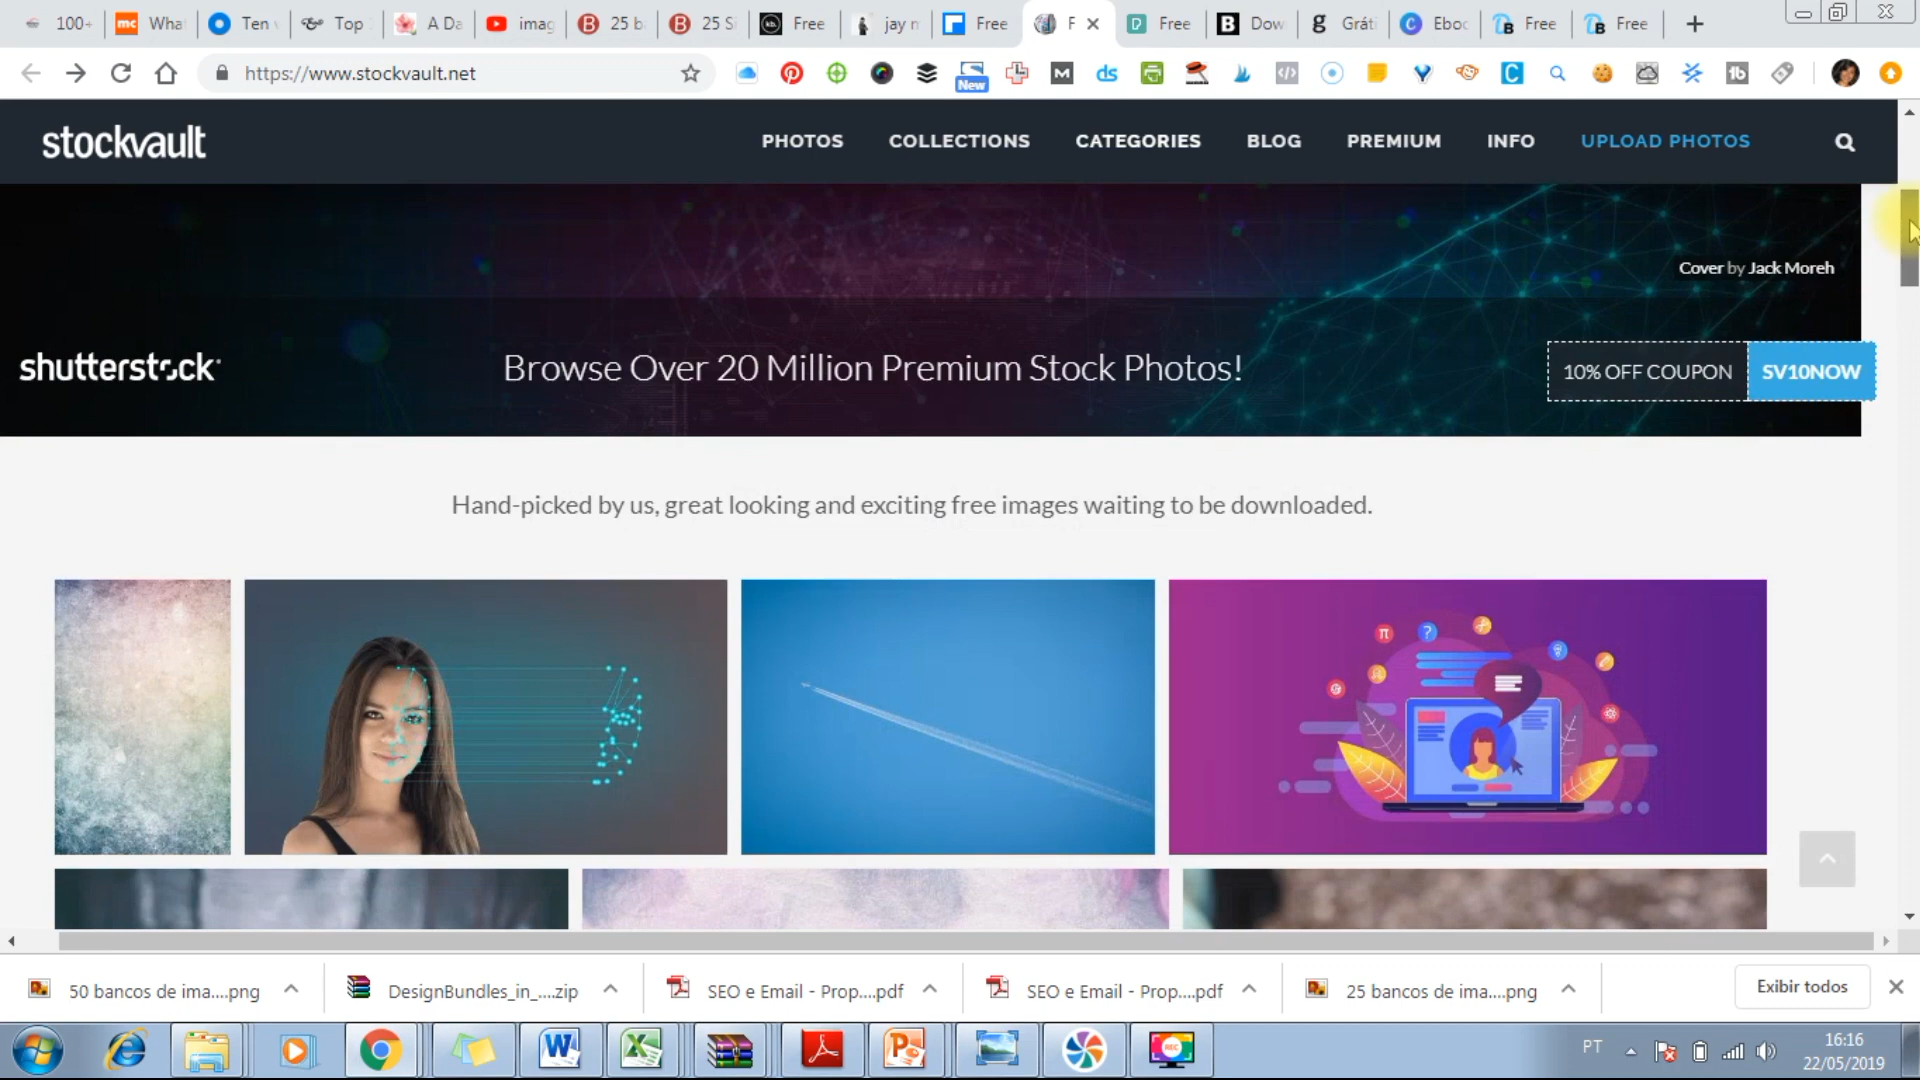 100+
Wha
Ten
Top
A Da
imag
25 b
25 S
Free
jay n
Free
F
Free
Dow
Grát
Eboo
Free
Free
https://www.stockvault.net
New
stockvault
PHOTOS
COLLECTIONS
CATEGORIES
BLOG
PREMIUM
INFO
UPLOAD PHOTOS
Cover by Jack Moreh
shutterstock
Browse Over 20 Million Premium Stock Photos!
10% OFF COUPON
SV10NOW
Hand-picked by us, great looking and exciting free images waiting to be downloaded.
50 bancos de ima....png
DesignBundles_in_....zip
SEO e Email - Prop....pdf
SEO e Email - Prop....pdf
25 bancos de ima....png
Exibir todos
REC
PT
16:16
22/05/2019